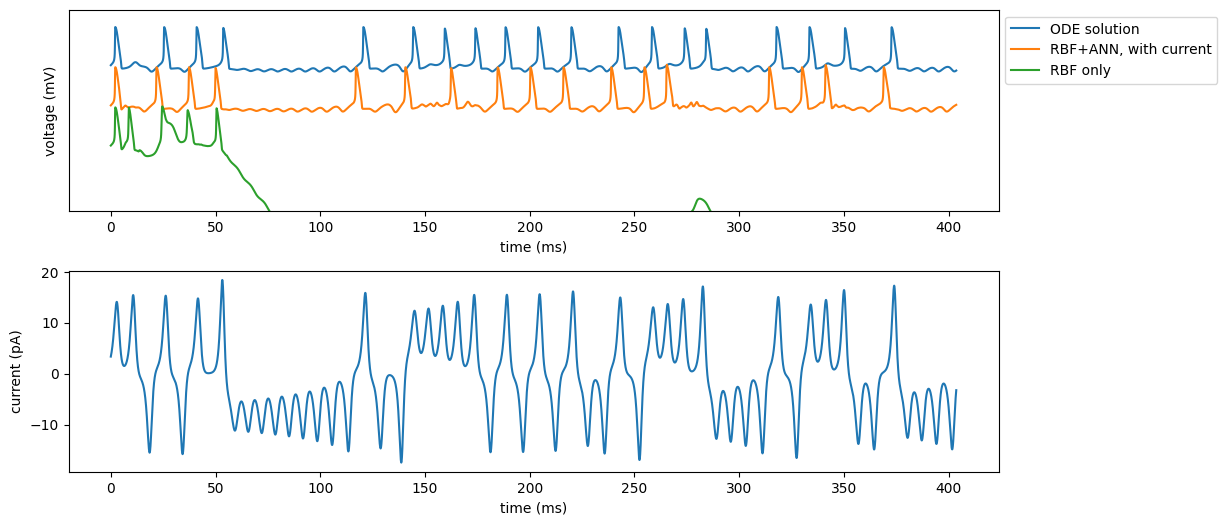 ODE solution
RBF+ANN, with current
RBF only
voltage (mV)
0 50 100 150 200 250 300 350 400
time (ms)
20
10
0
−10
current (pA)
0 50 100 150 200 250 300 350 400
time (ms)